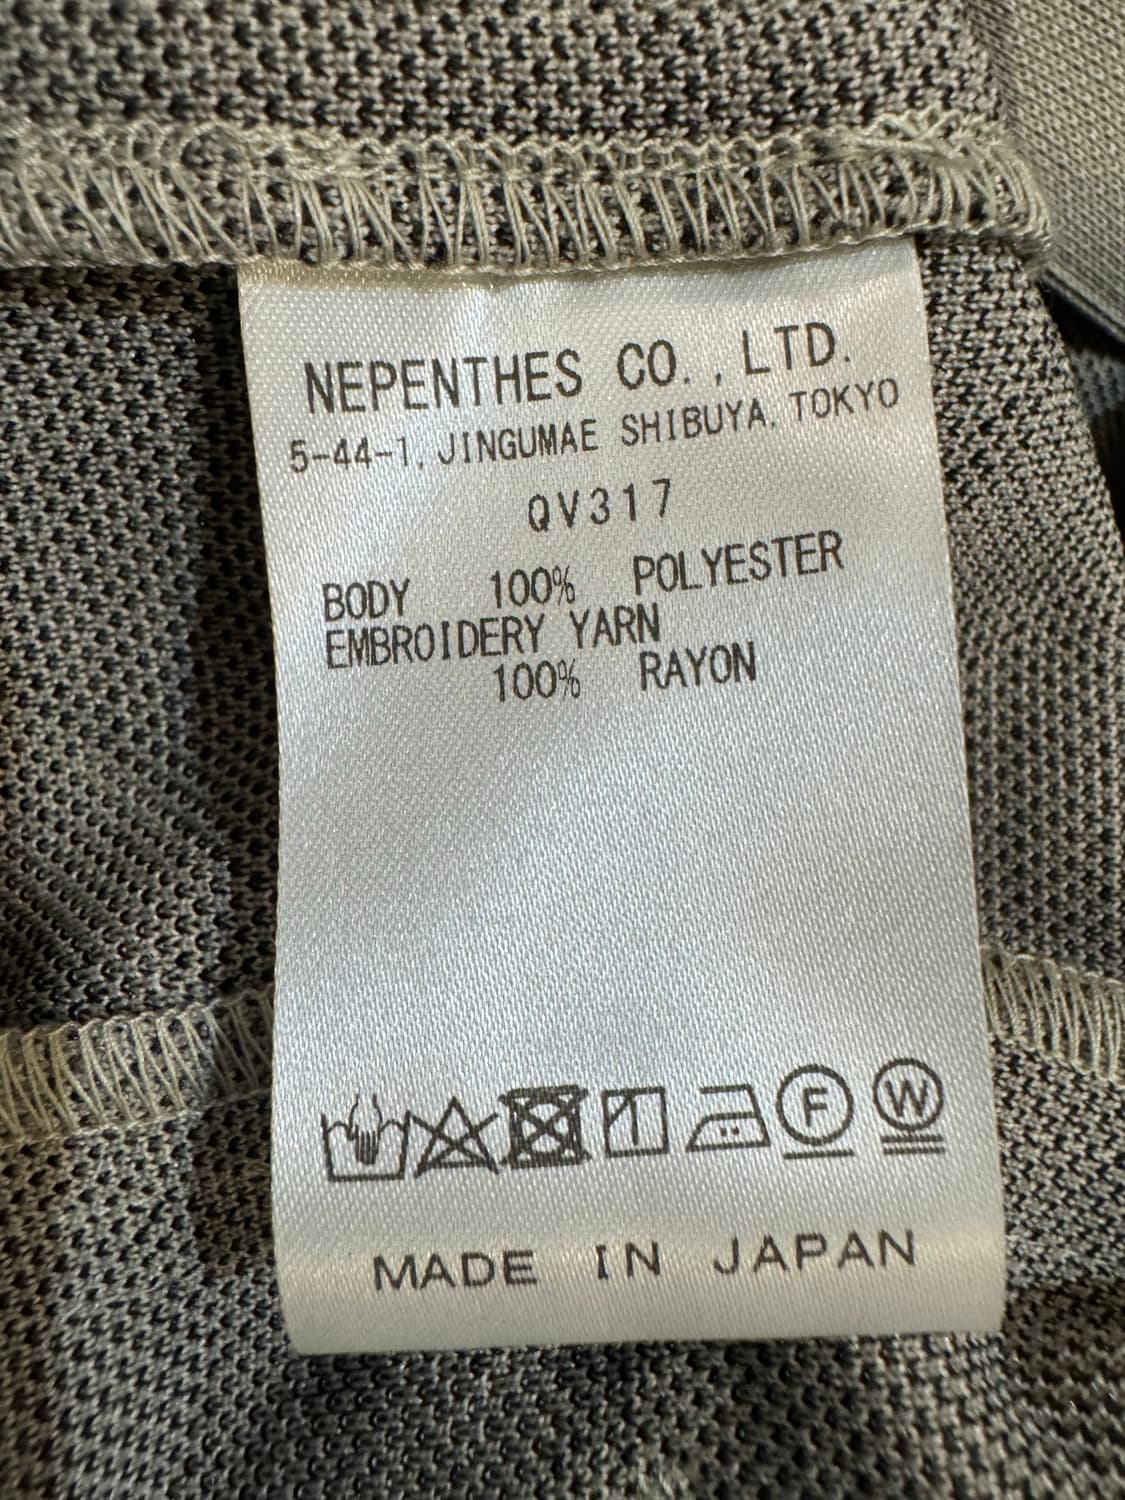 NEPENTHES CO., LTD.
5-44-1, JINGUMAE SHIBUYA, TOKYO
QV317
BODY 100% POLYESTER
EMBROIDERY YARN
100% RAYON
F W
MADE IN JAPAN